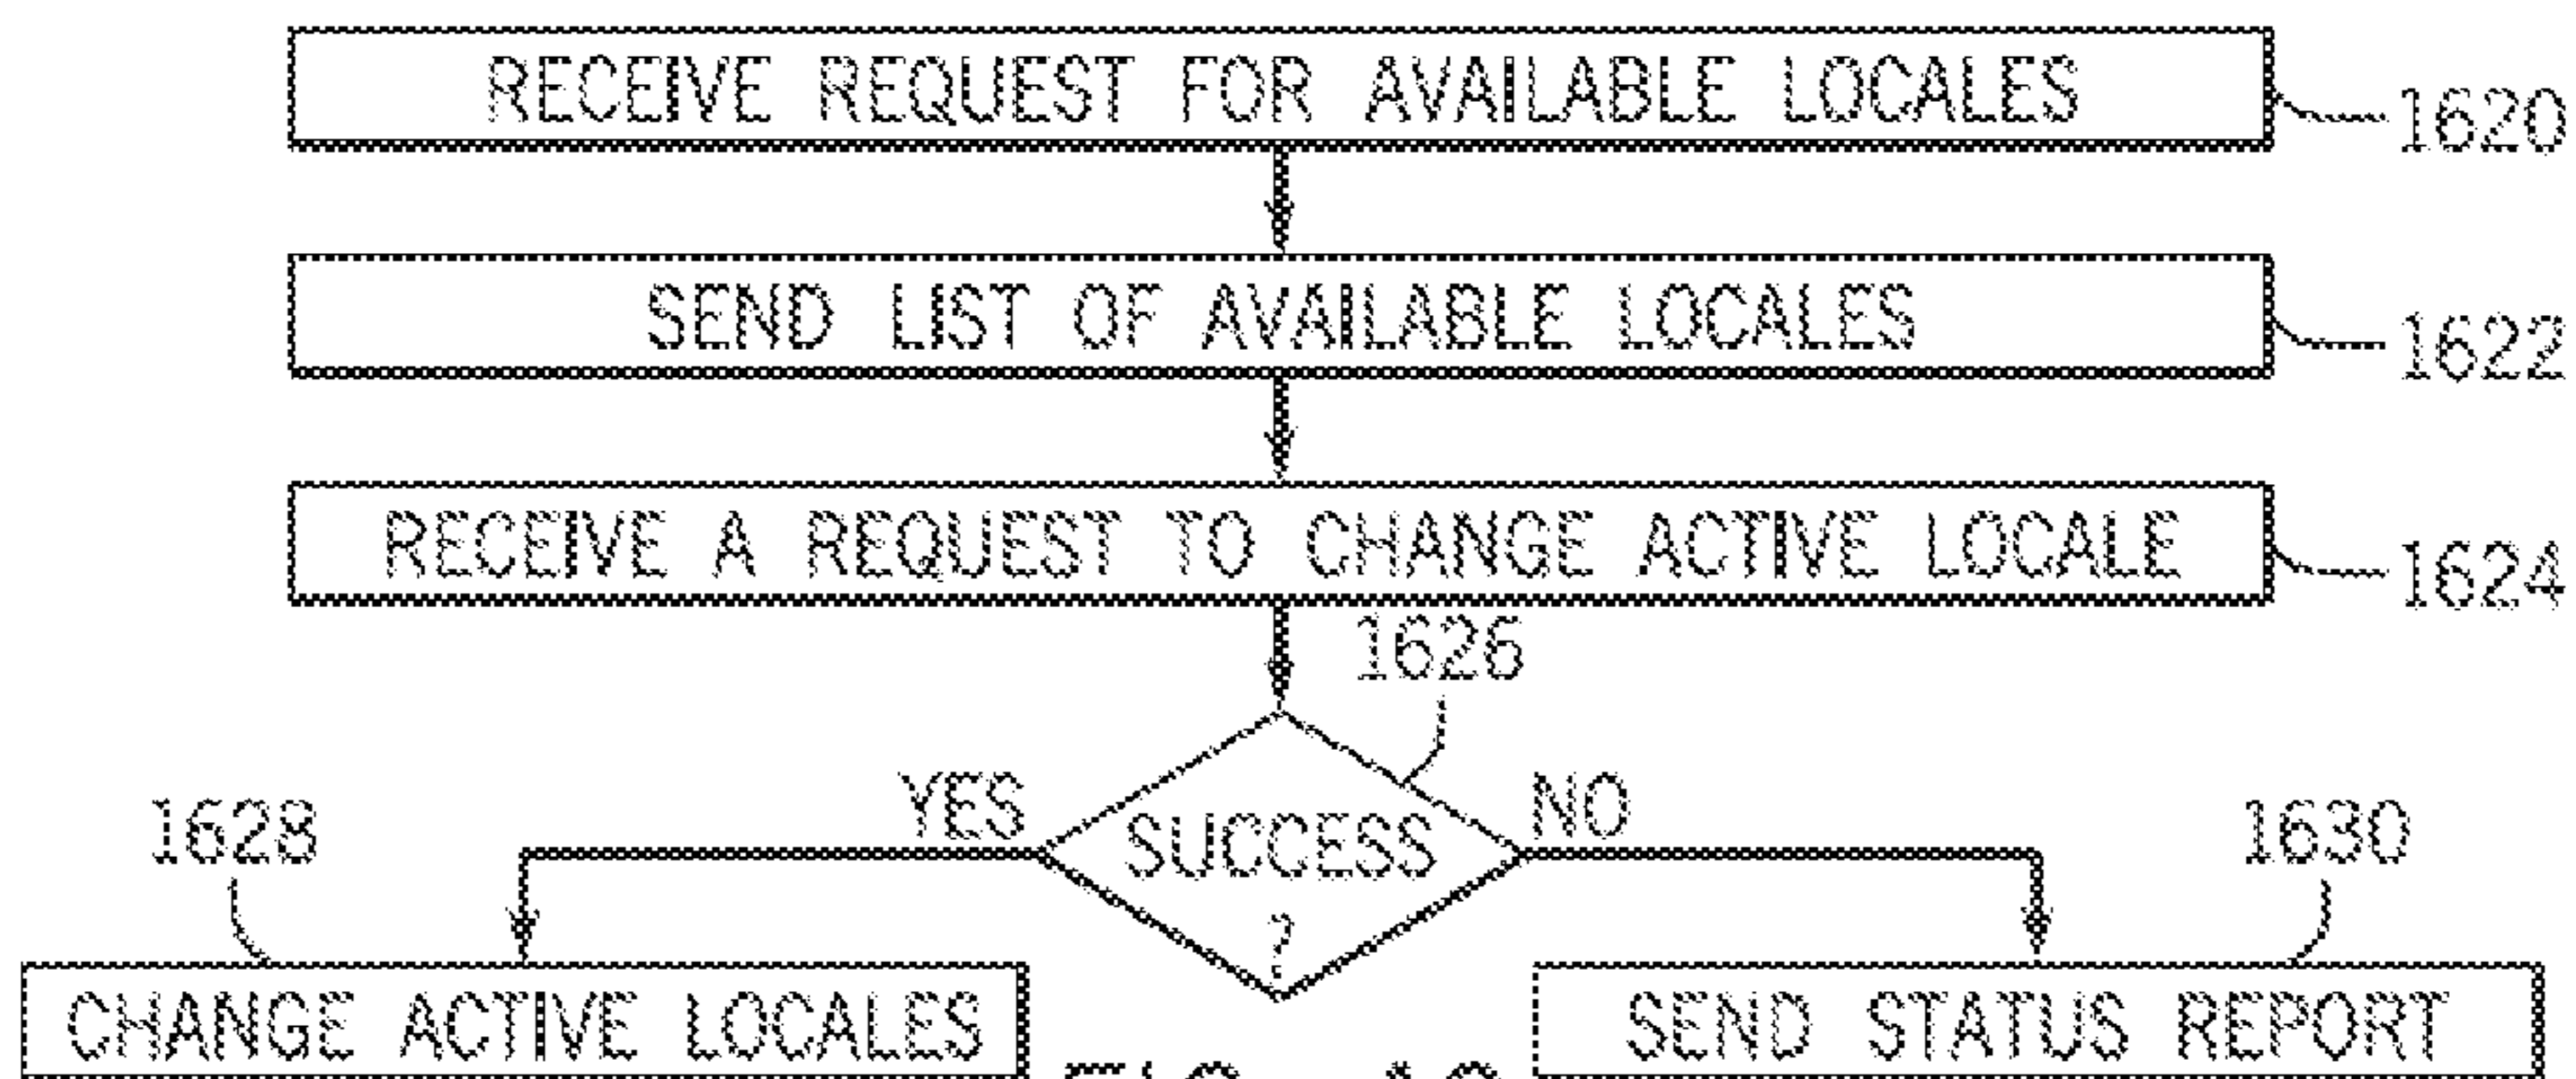 RECEIVE REQUEST FOR AVAILABLE LOCALES
1620
SEND LIST OF AVAILABLE LOCALES
1622
RECEIVE A REQUEST TO CHANGE ACTIVE LOCALE
1624
1626
YES
SUCCESS
?
NO
1628
1630
CHANGE ACTIVE LOCALES
SEND STATUS REPORT